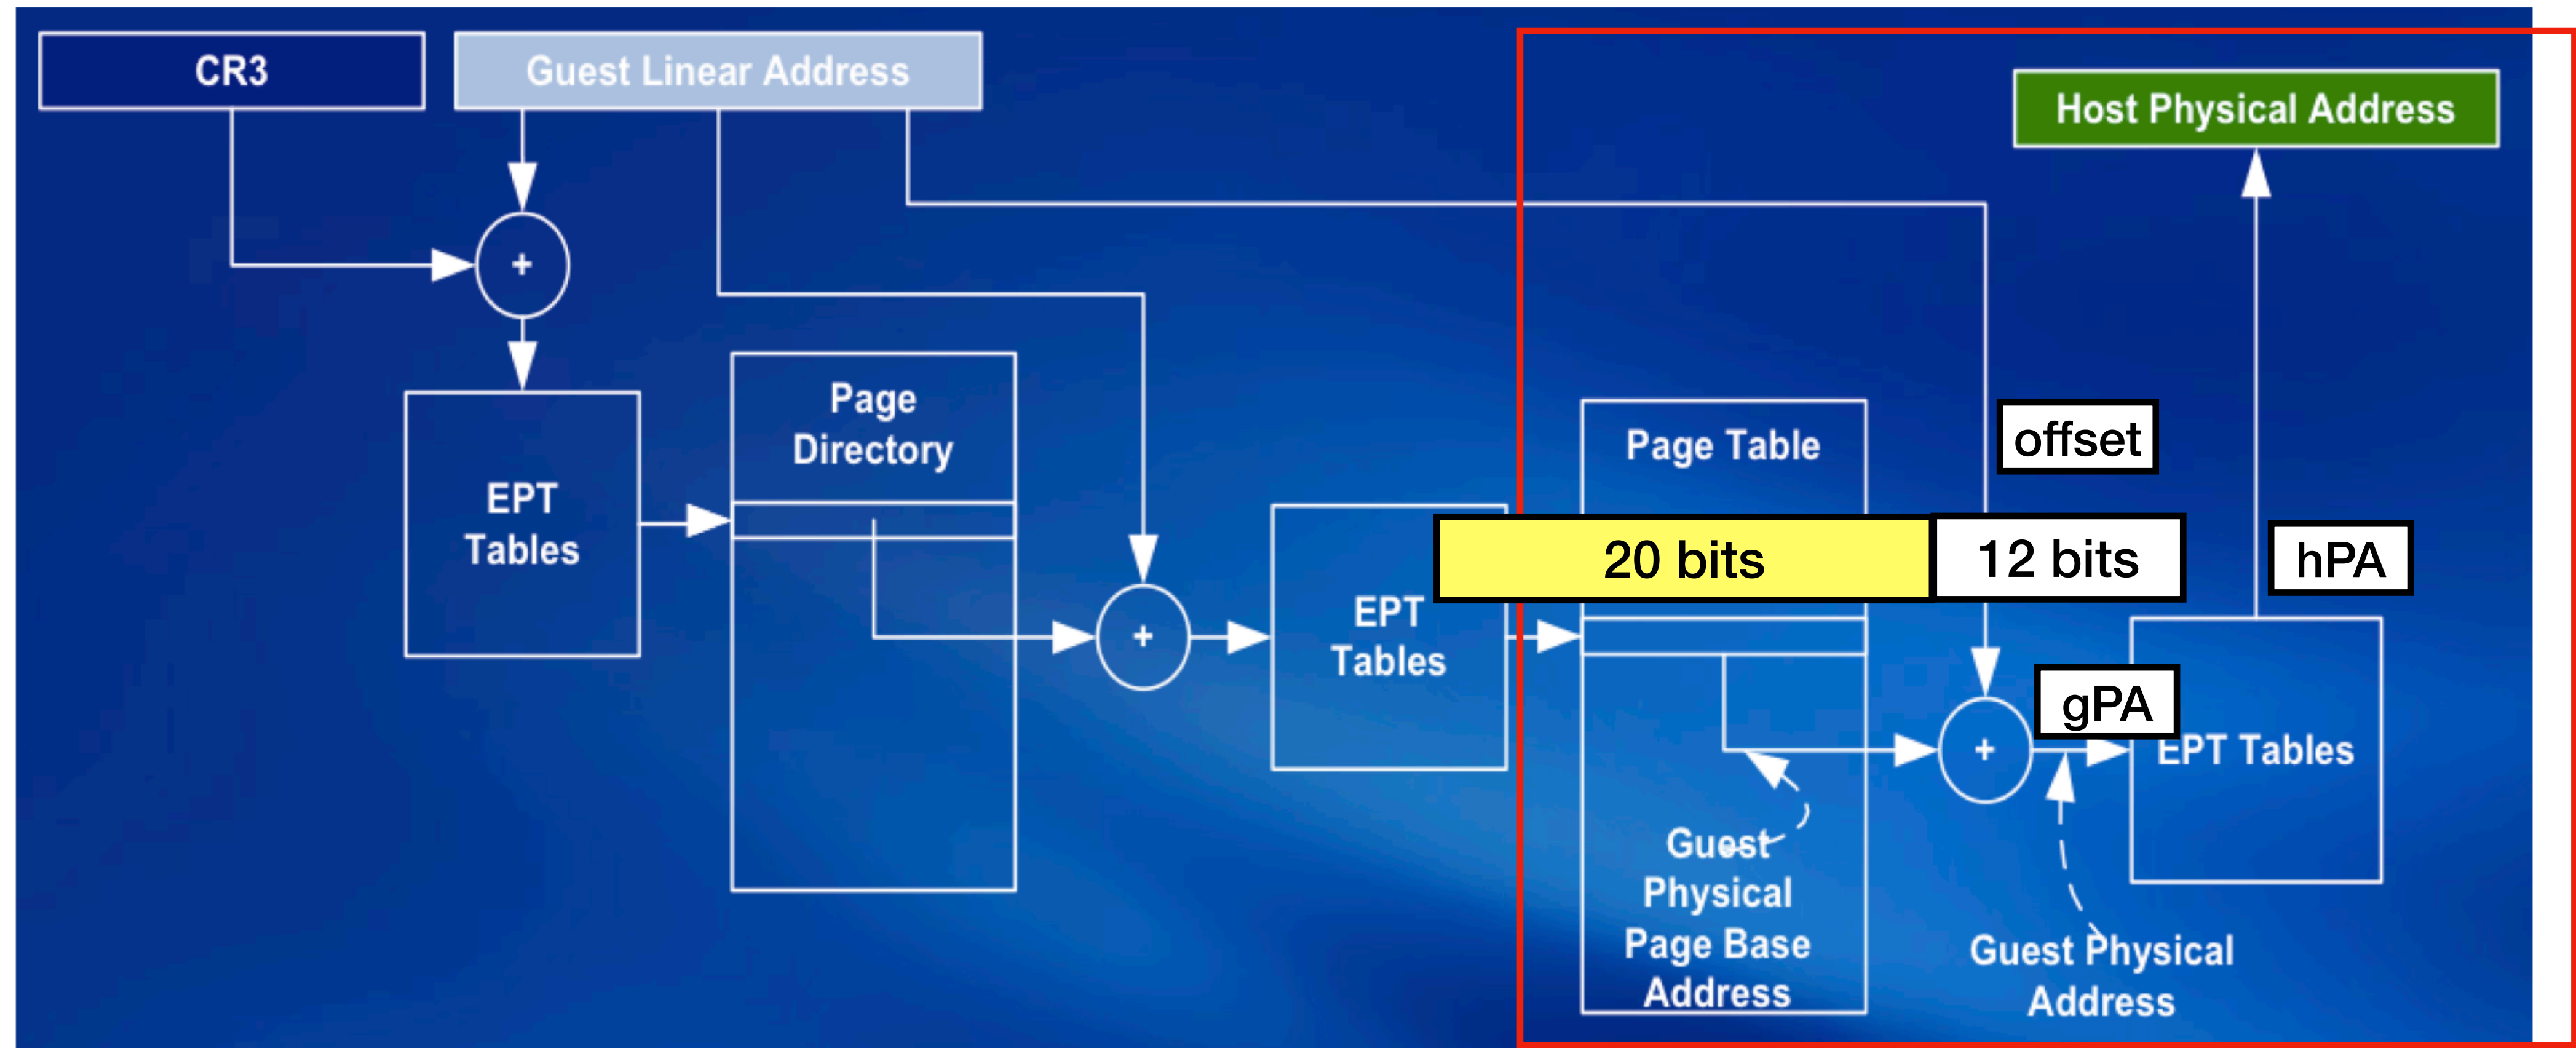 CR3
Guest Linear Address
Host Physical Address
+
Page
Directory
Page Table
offset
EPT
Tables
20 bits
12 bits
hPA
+
EPT
Tables
gPA
+
EPT Tables
Guest
Physical
Page Base
Address
Guest Physical
Address